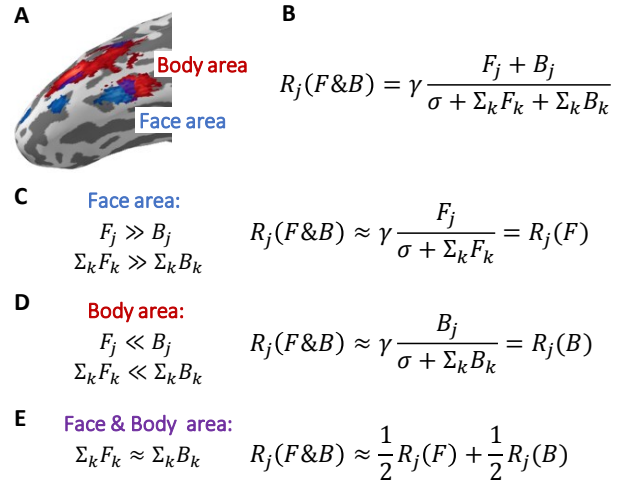 A
Body area
Face area
B
R_j(F&B) = γ (F_j + B_j) / (σ + Σ_k F_k + Σ_k B_k)
C
Face area:
F_j ≫ B_j
Σ_k F_k ≫ Σ_k B_k
R_j(F&B) ≈ γ F_j / (σ + Σ_k F_k) = R_j(F)
D
Body area:
F_j ≪ B_j
Σ_k F_k ≪ Σ_k B_k
R_j(F&B) ≈ γ B_j / (σ + Σ_k B_k) = R_j(B)
E
Face & Body area:
Σ_k F_k ≈ Σ_k B_k
R_j(F&B) ≈ 1/2 R_j(F) + 1/2 R_j(B)